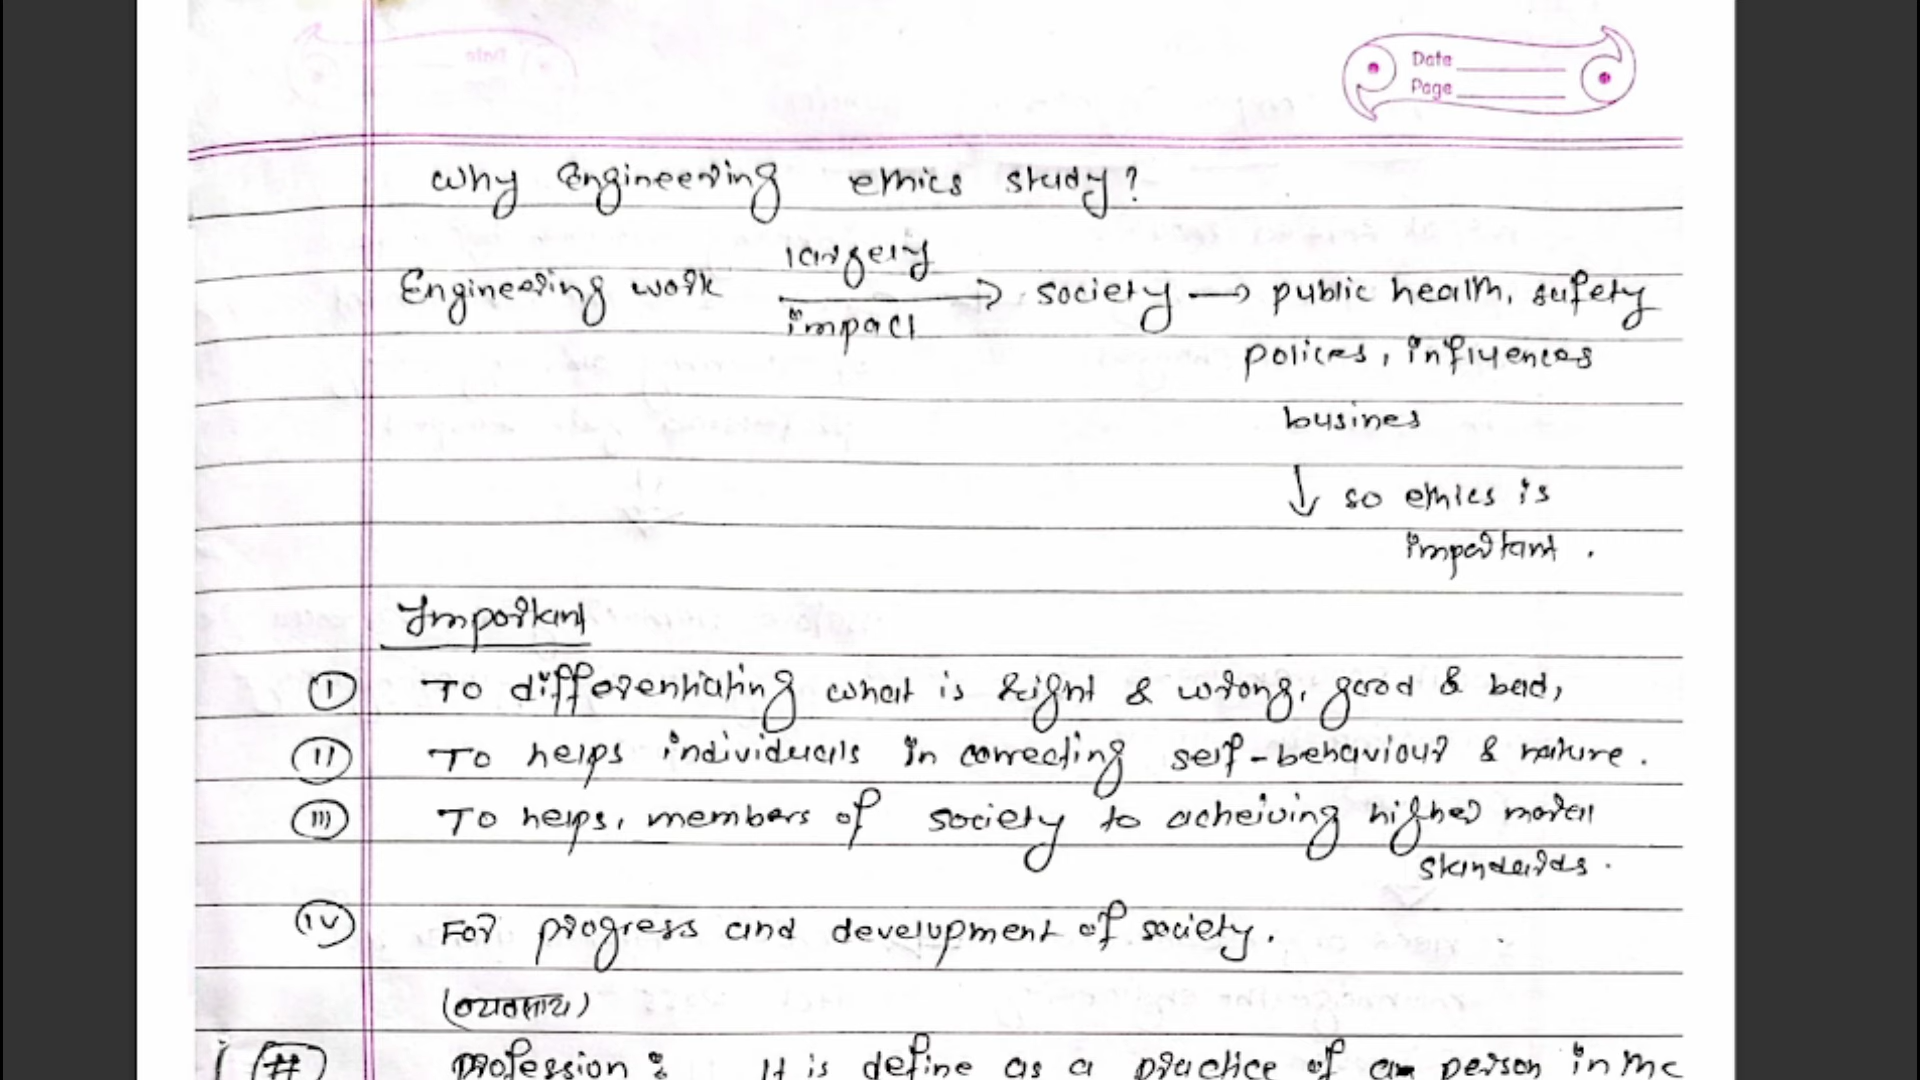 Date
Page
Why Engineering ethics study?
Engineering work largely impact → society → public health, sufety
polices, influences
busines
↓ so ethics is
important.
Important
I To differentiating what is right & wrong, good & bad,
II To helps individuals in correcting self-behaviour & nature.
III To helps, members of society to acheiving higher morall
standards.
IV For progress and development of society.
(व्यवसाय)
# Profession : It is define as a practice of an person in the